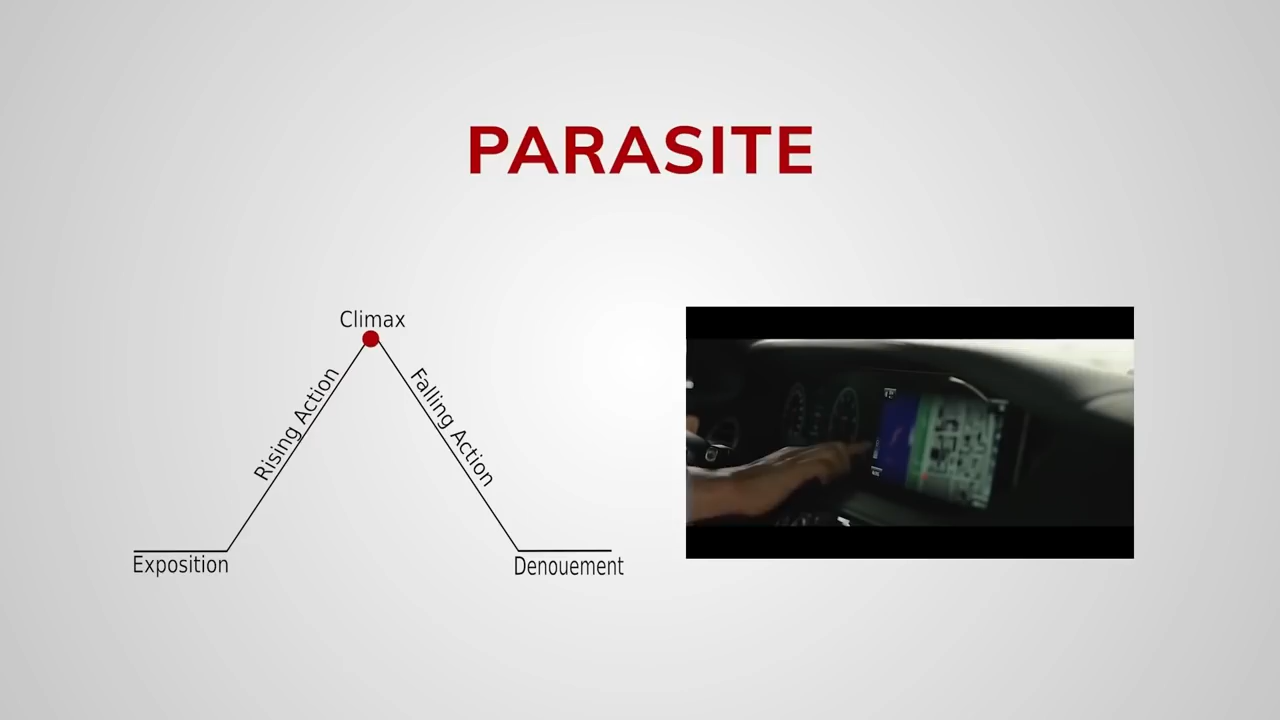 PARASITE
Climax
Rising Action
Falling Action
Exposition
Denouement